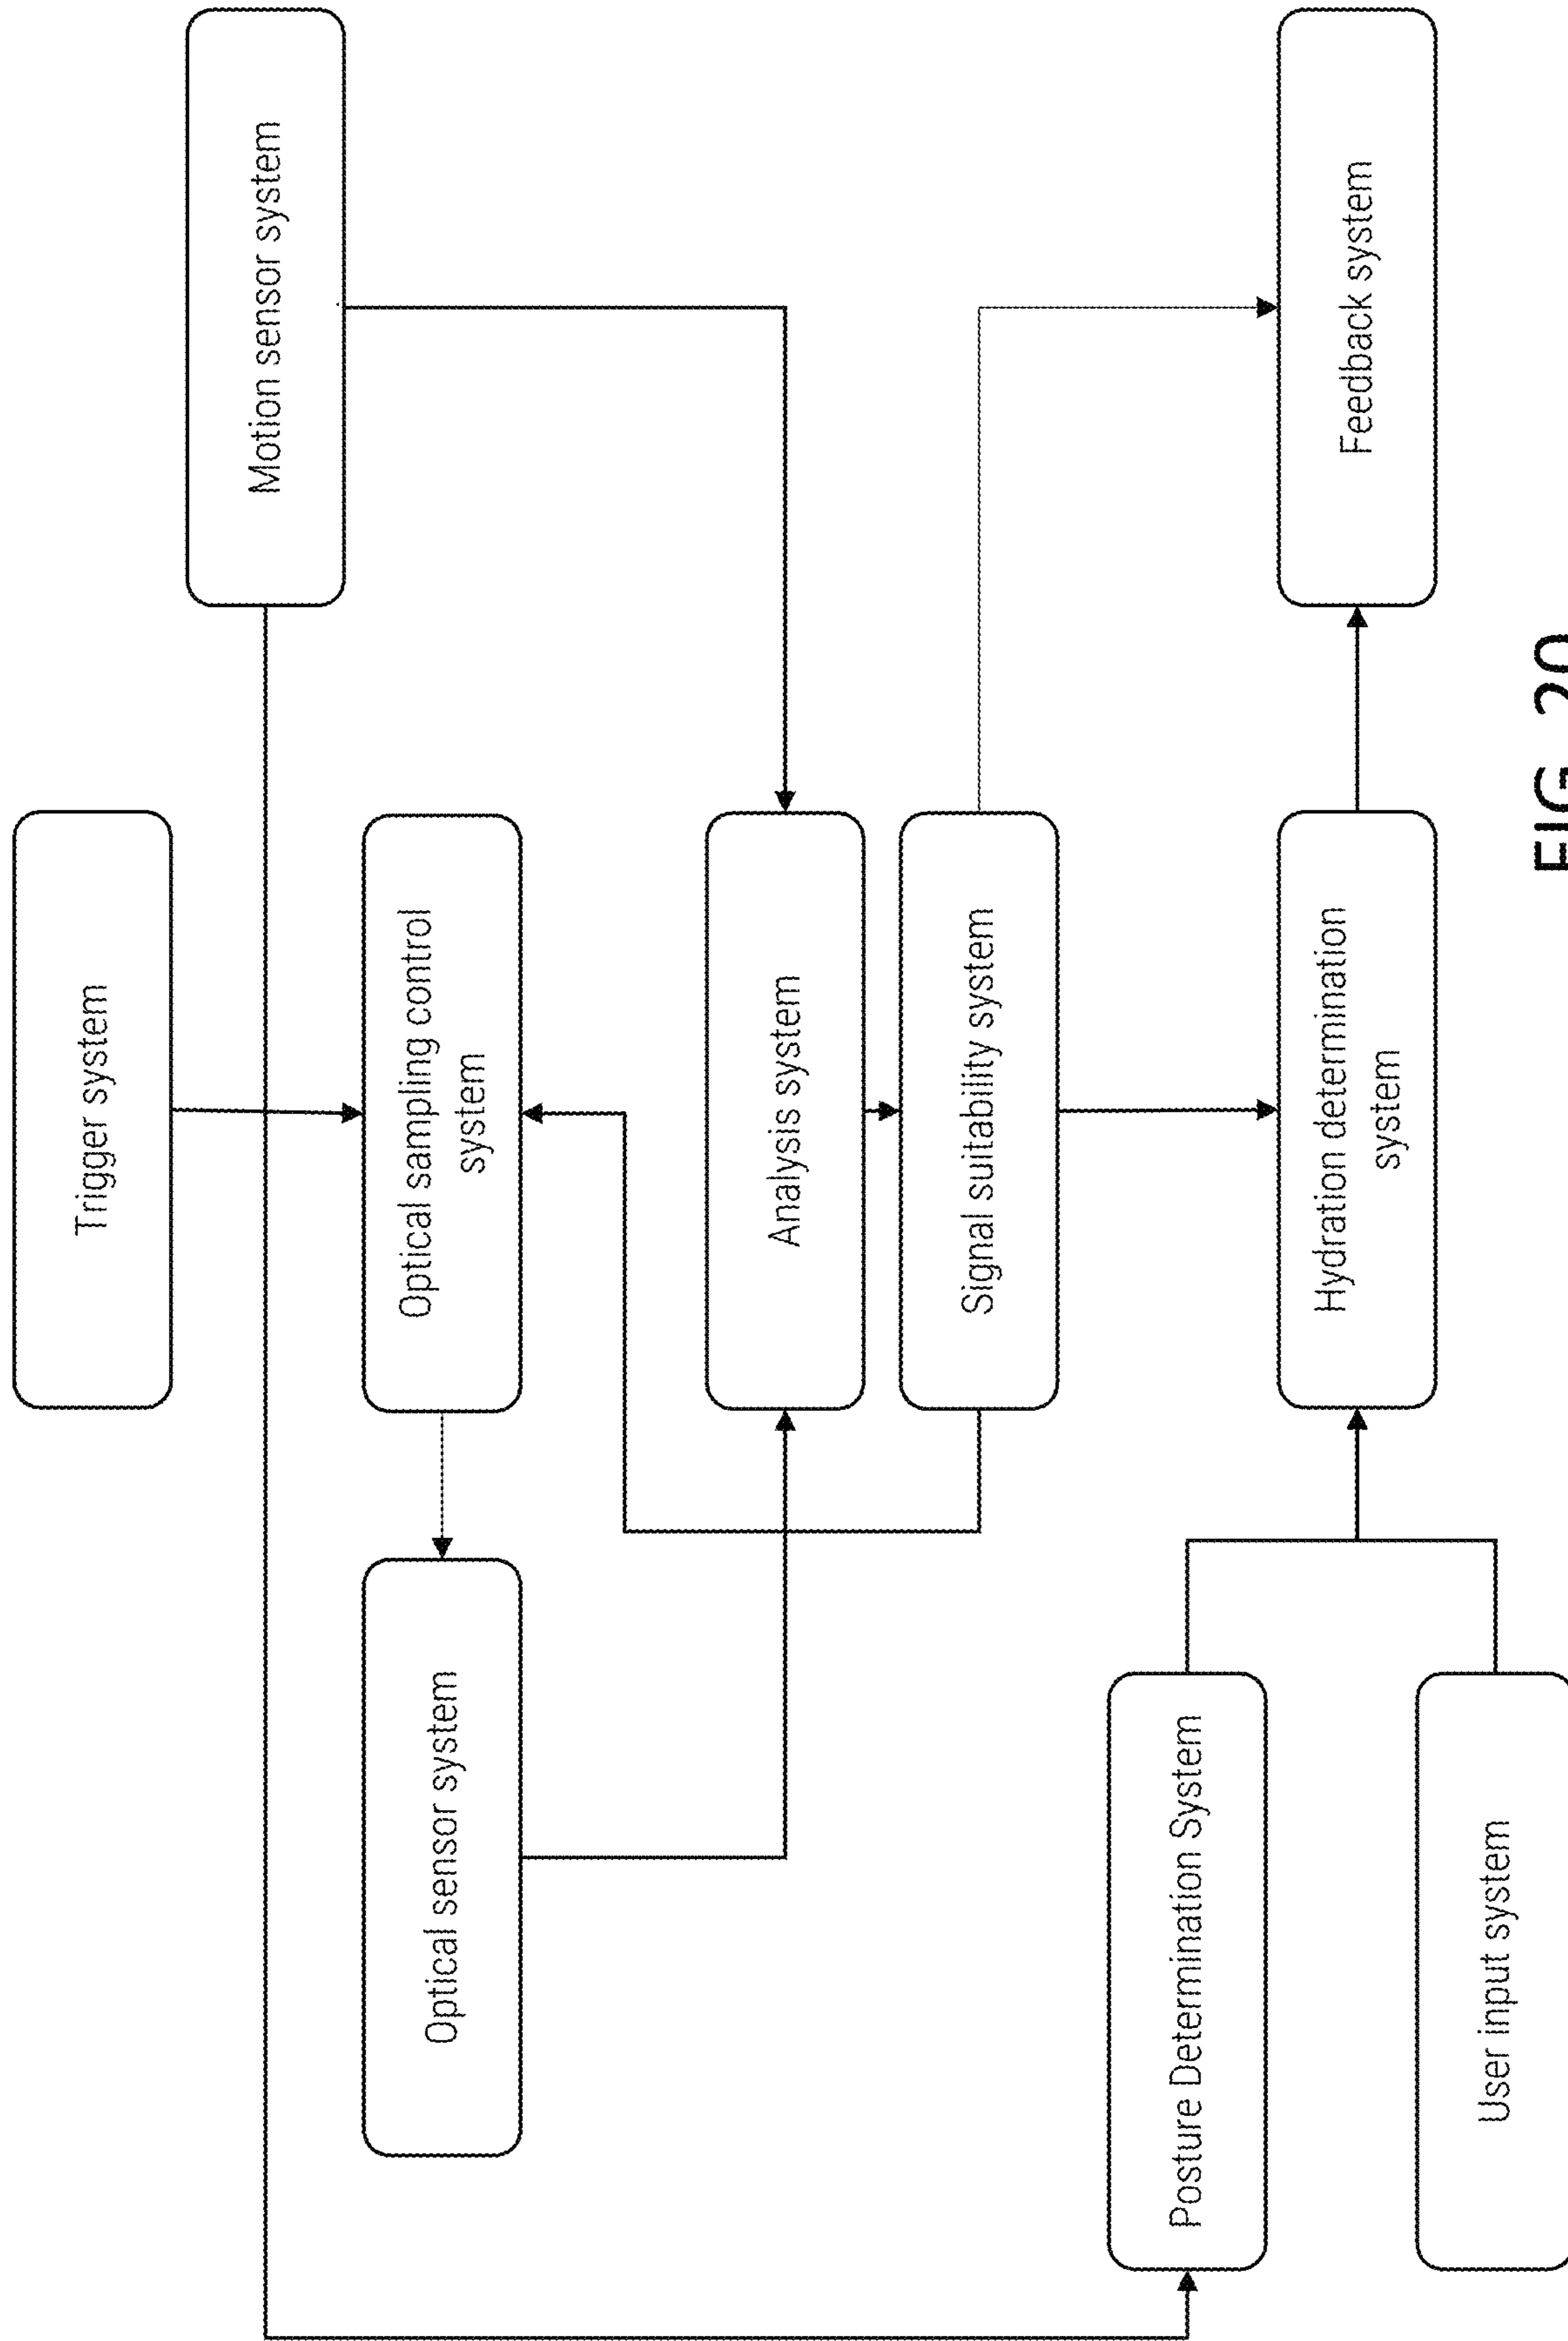 Trigger system
Motion sensor system
Optical sensor system
Optical sampling control
system
Analysis system
Signal suitability system
Posture Determination System
Hydration determination
system
Feedback system
User input system
FIG. 20